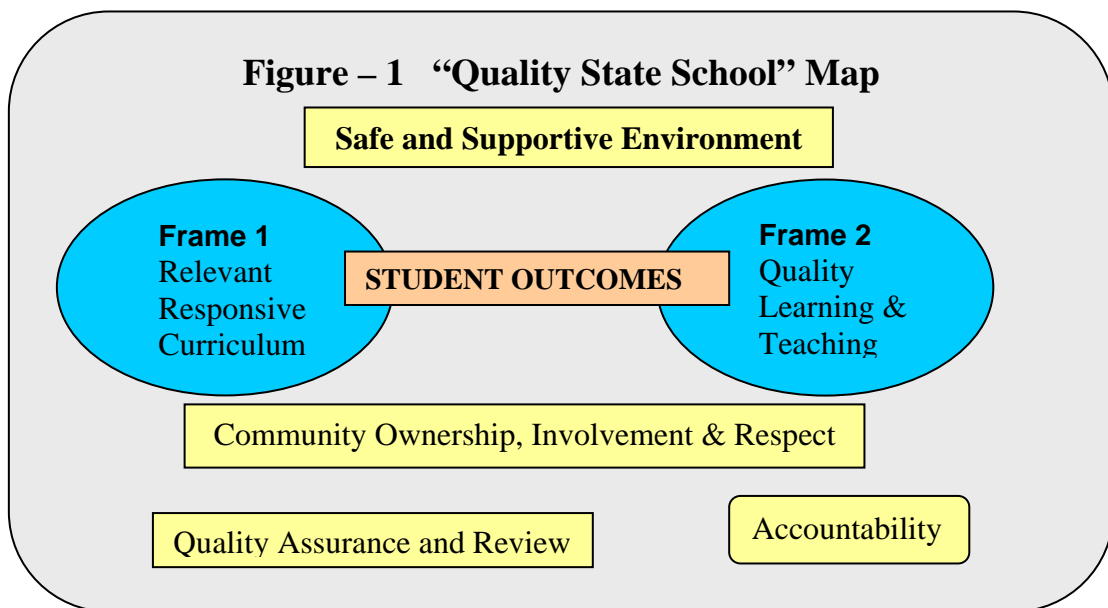 Figure – 1 “Quality State School” Map
Safe and Supportive Environment
Frame 1
Relevant
Responsive
Curriculum
STUDENT OUTCOMES
Frame 2
Quality
Learning &
Teaching
Community Ownership, Involvement & Respect
Quality Assurance and Review
Accountability